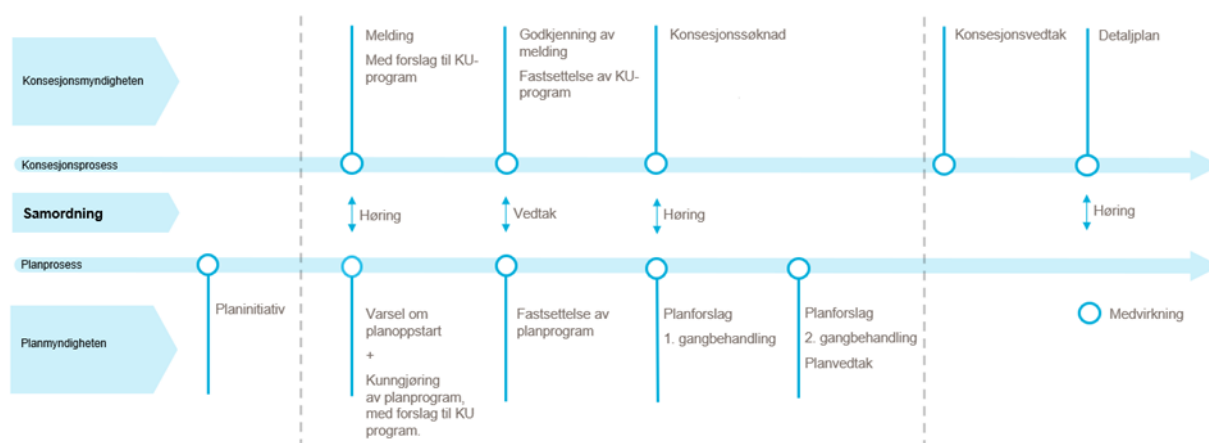 Konsesjonsmyndigheten
Melding
Med forslag til KU-
program
Godkjenning av
melding
Fastsettelse av KU-
program
Konsesjonssøknad
Konsesjonsvedtak
Detaljplan
Konsesjonsprosess
Samordning
Høring
Vedtak
Høring
Høring
Planprosess
Planmyndigheten
Planinitiativ
Varsel om
planoppstart
+
Kunngjøring
av planprogram,
med forslag til KU
program.
Fastsettelse av
planprogram
Planforslag
1. gangbehandling
Planforslag
2. gangbehandling
Planvedtak
Medvirkning